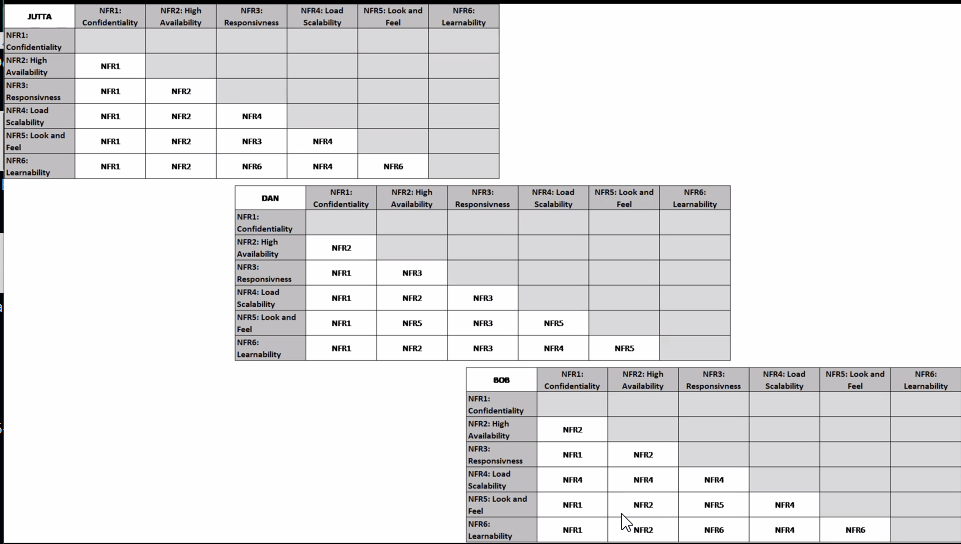 JUTTA NFR1: Confidentiality NFR2: High Availability NFR3: Responsivness NFR4: Load Scalability NFR5: Look and Feel NFR6: Learnability
NFR1: Confidentiality
NFR2: High Availability NFR1
NFR3: Responsivness NFR1 NFR2
NFR4: Load Scalability NFR1 NFR2 NFR4
NFR5: Look and Feel NFR1 NFR2 NFR3 NFR4
NFR6: Learnability NFR1 NFR2 NFR6 NFR4 NFR6
DAN NFR1: Confidentiality NFR2: High Availability NFR3: Responsivness NFR4: Load Scalability NFR5: Look and Feel NFR6: Learnability
NFR1: Confidentiality
NFR2: High Availability NFR2
NFR3: Responsivness NFR1 NFR3
NFR4: Load Scalability NFR1 NFR2 NFR3
NFR5: Look and Feel NFR1 NFR5 NFR3 NFR5
NFR6: Learnability NFR1 NFR2 NFR3 NFR4 NFR5
BOB NFR1: Confidentiality NFR2: High Availability NFR3: Responsivness NFR4: Load Scalability NFR5: Look and Feel NFR6: Learnability
NFR1: Confidentiality
NFR2: High Availability NFR2
NFR3: Responsivness NFR1 NFR2
NFR4: Load Scalability NFR4 NFR4 NFR4
NFR5: Look and Feel NFR1 NFR2 NFR5 NFR4
NFR6: Learnability NFR1 NFR2 NFR6 NFR4 NFR6